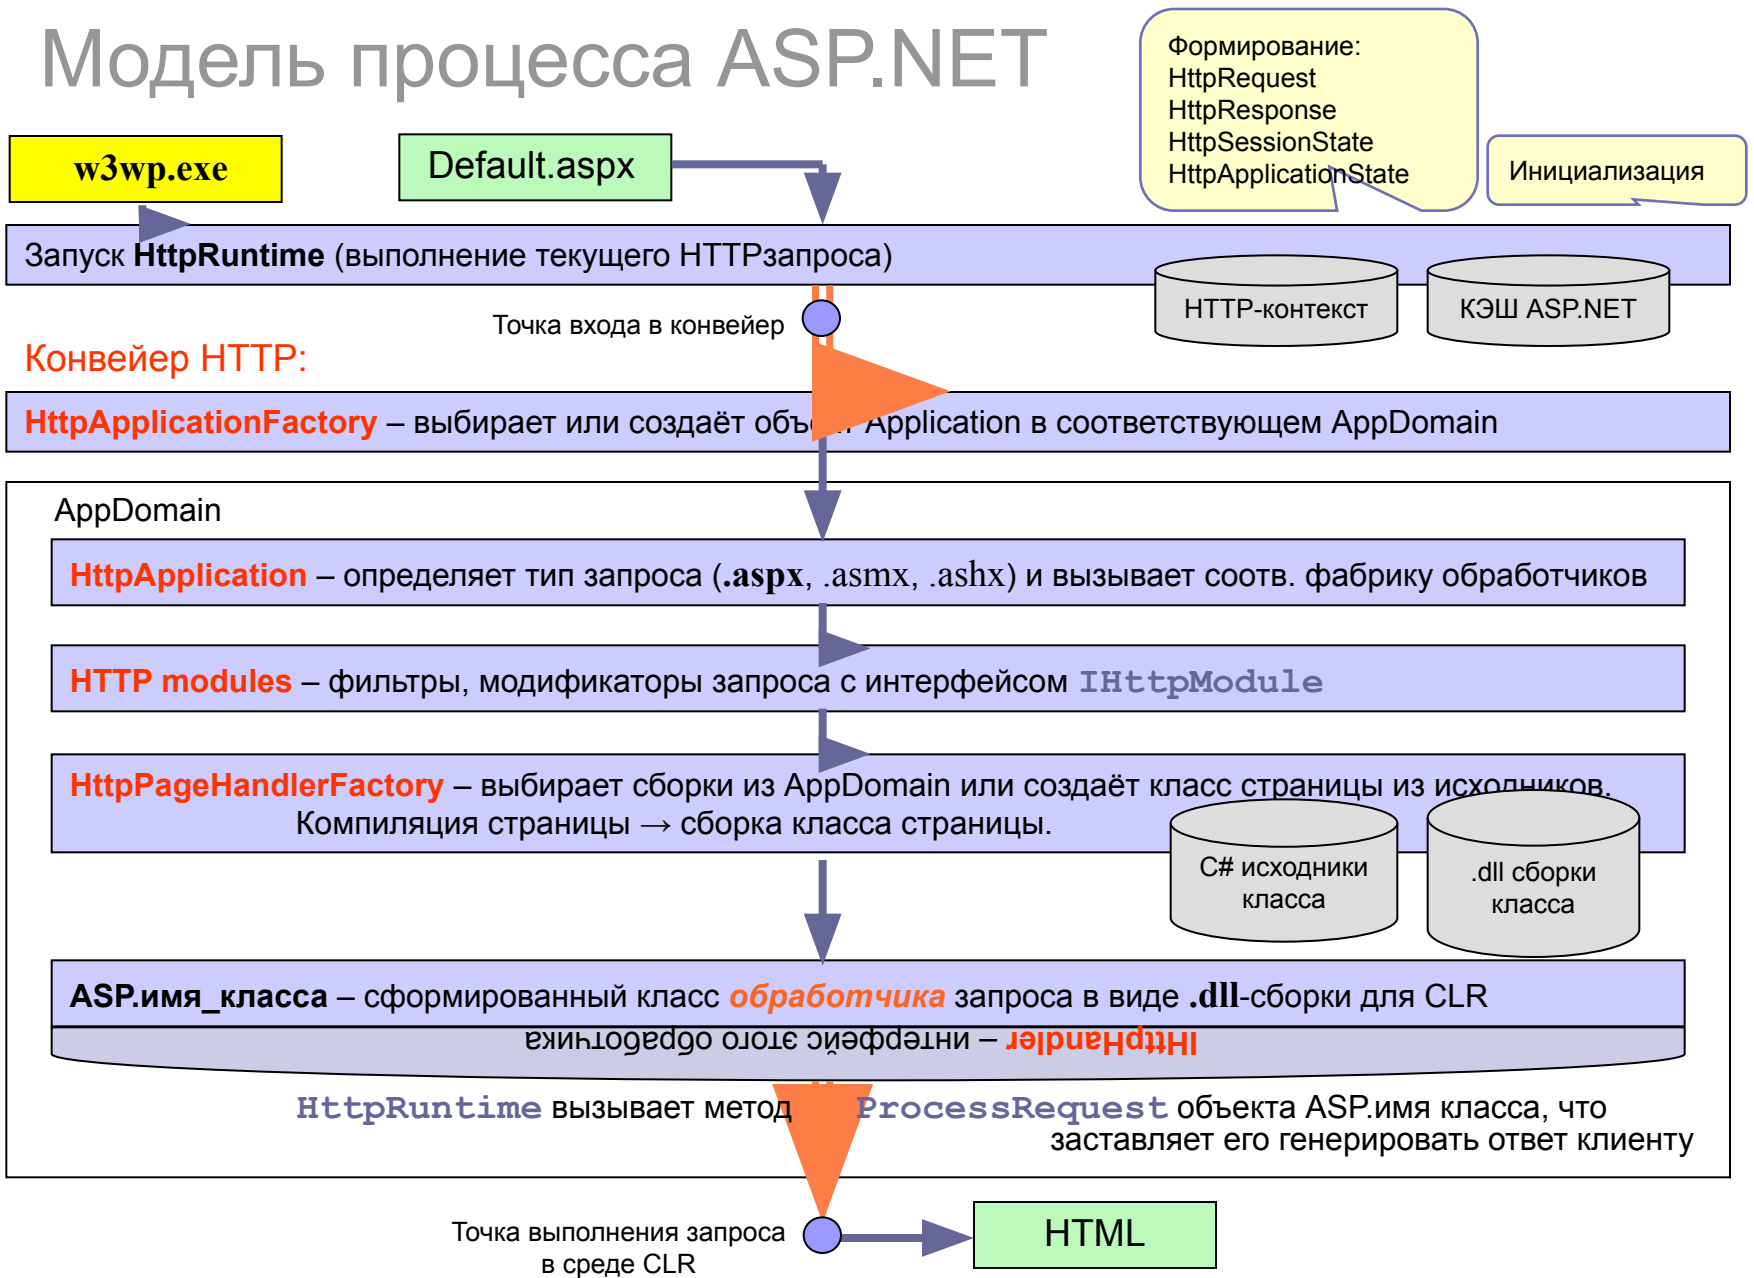 Модель процесса ASP.NET
Формирование:
HttpRequest
HttpResponse
HttpSessionState
HttpApplicationState
Инициализация
w3wp.exe
Default.aspx
Запуск HttpRuntime (выполнение текущего HTTPзапроса)
HTTP-контекст
КЭШ ASP.NET
Точка входа в конвейер
Конвейер HTTP:
HttpApplicationFactory – выбирает или создаёт объект Application в соответствующем AppDomain
AppDomain
HttpApplication – определяет тип запроса (.aspx, .asmx, .ashx) и вызывает соотв. фабрику обработчиков
HTTP modules – фильтры, модификаторы запроса с интерфейсом IHttpModule
HttpPageHandlerFactory – выбирает сборки из AppDomain или создаёт класс страницы из исходников.
Компиляция страницы → сборка класса страницы.
C# исходники
класса
.dll сборки
класса
ASP.имя_класса – сформированный класс обработчика запроса в виде .dll-сборки для CLR
IHttpHandler – интерфейс этого обработчика
HttpRuntime вызывает метод ProcessRequest объекта ASP.имя класса, что
заставляет его генерировать ответ клиенту
Точка выполнения запроса
в среде CLR
HTML